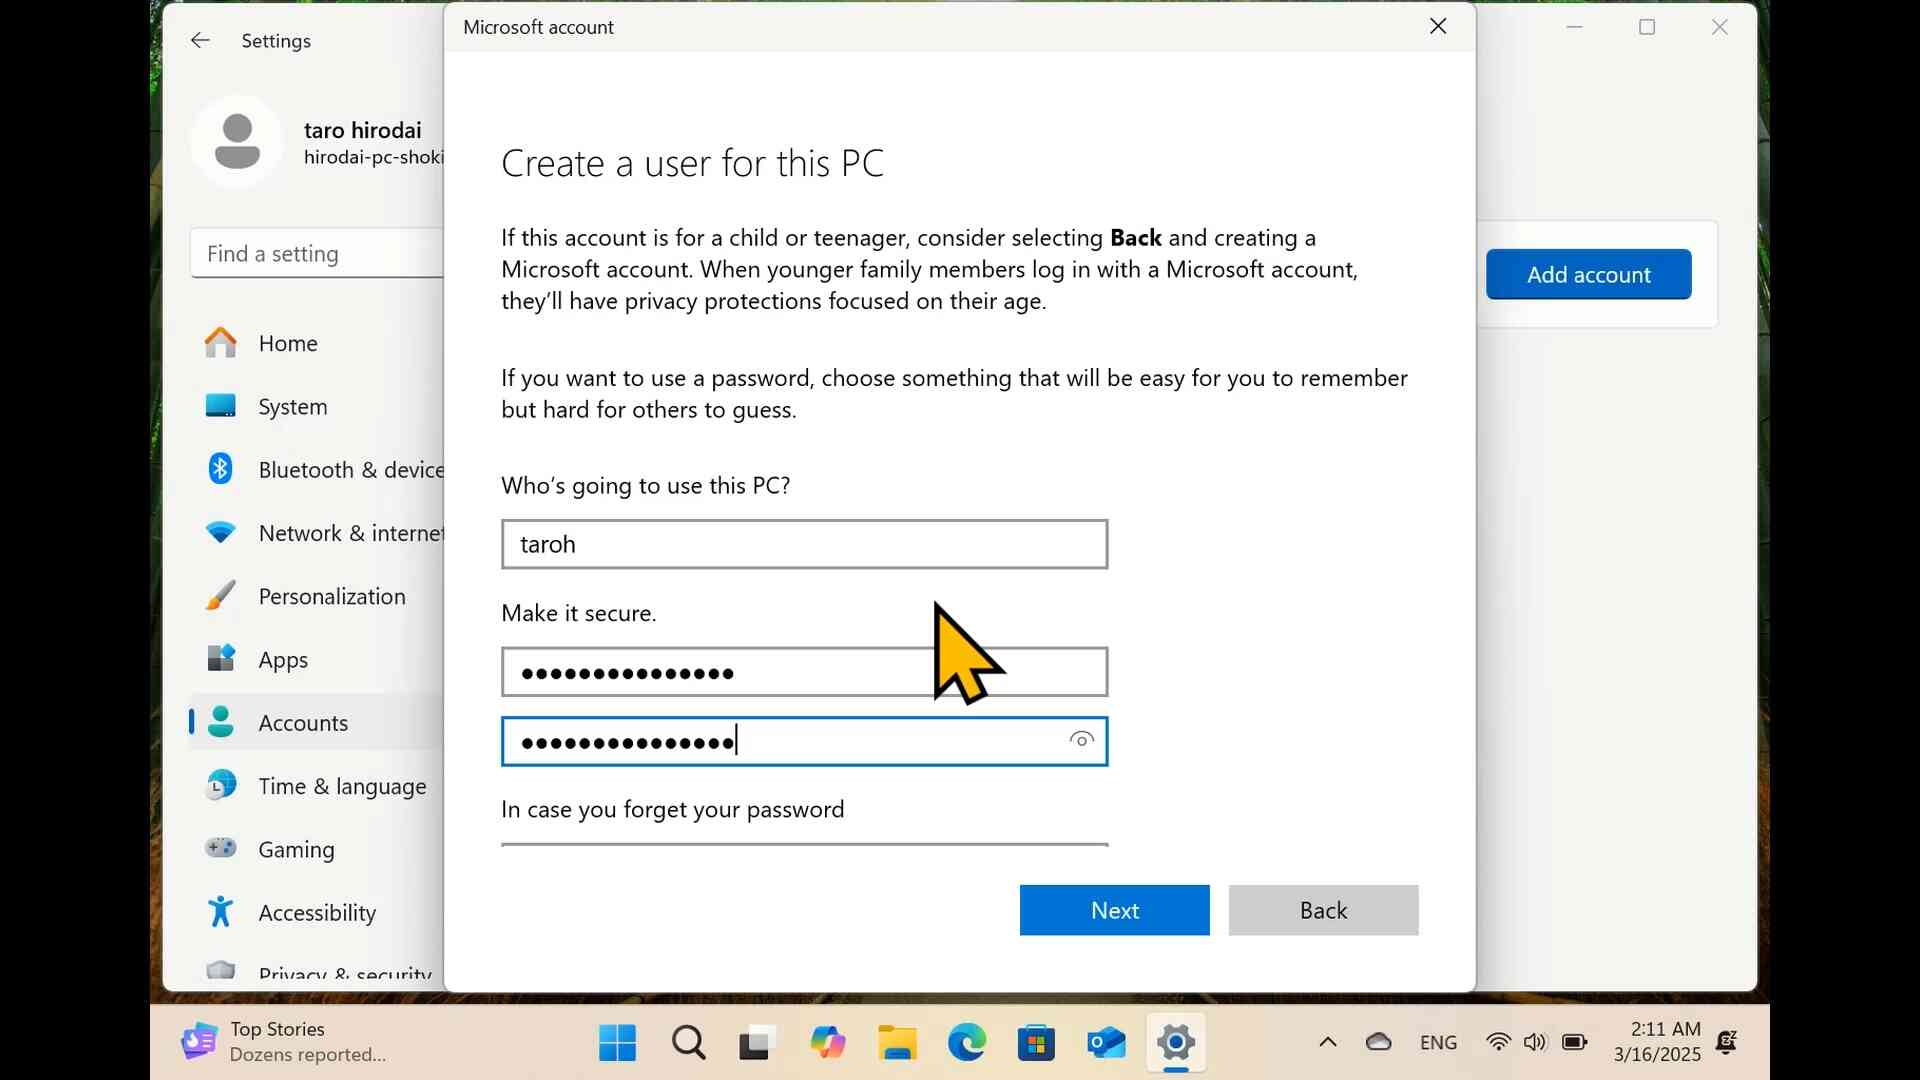 Settings
taro hirodai
hirodai-pc-shoki
Find a setting
Home
System
Bluetooth & device
Network & internet
Personalization
Apps
Accounts
Time & language
Gaming
Accessibility
Privacy & security
Microsoft account
Create a user for this PC
If this account is for a child or teenager, consider selecting Back and creating a
Microsoft account. When younger family members log in with a Microsoft account,
they’ll have privacy protections focused on their age.
If you want to use a password, choose something that will be easy for you to remember
but hard for others to guess.
Who’s going to use this PC?
taroh
Make it secure.
●●●●●●●●●●●●●●●
●●●●●●●●●●●●●●●
In case you forget your password
Next
Back
Add account
Top Stories
Dozens reported...
ENG
2:11 AM
3/16/2025